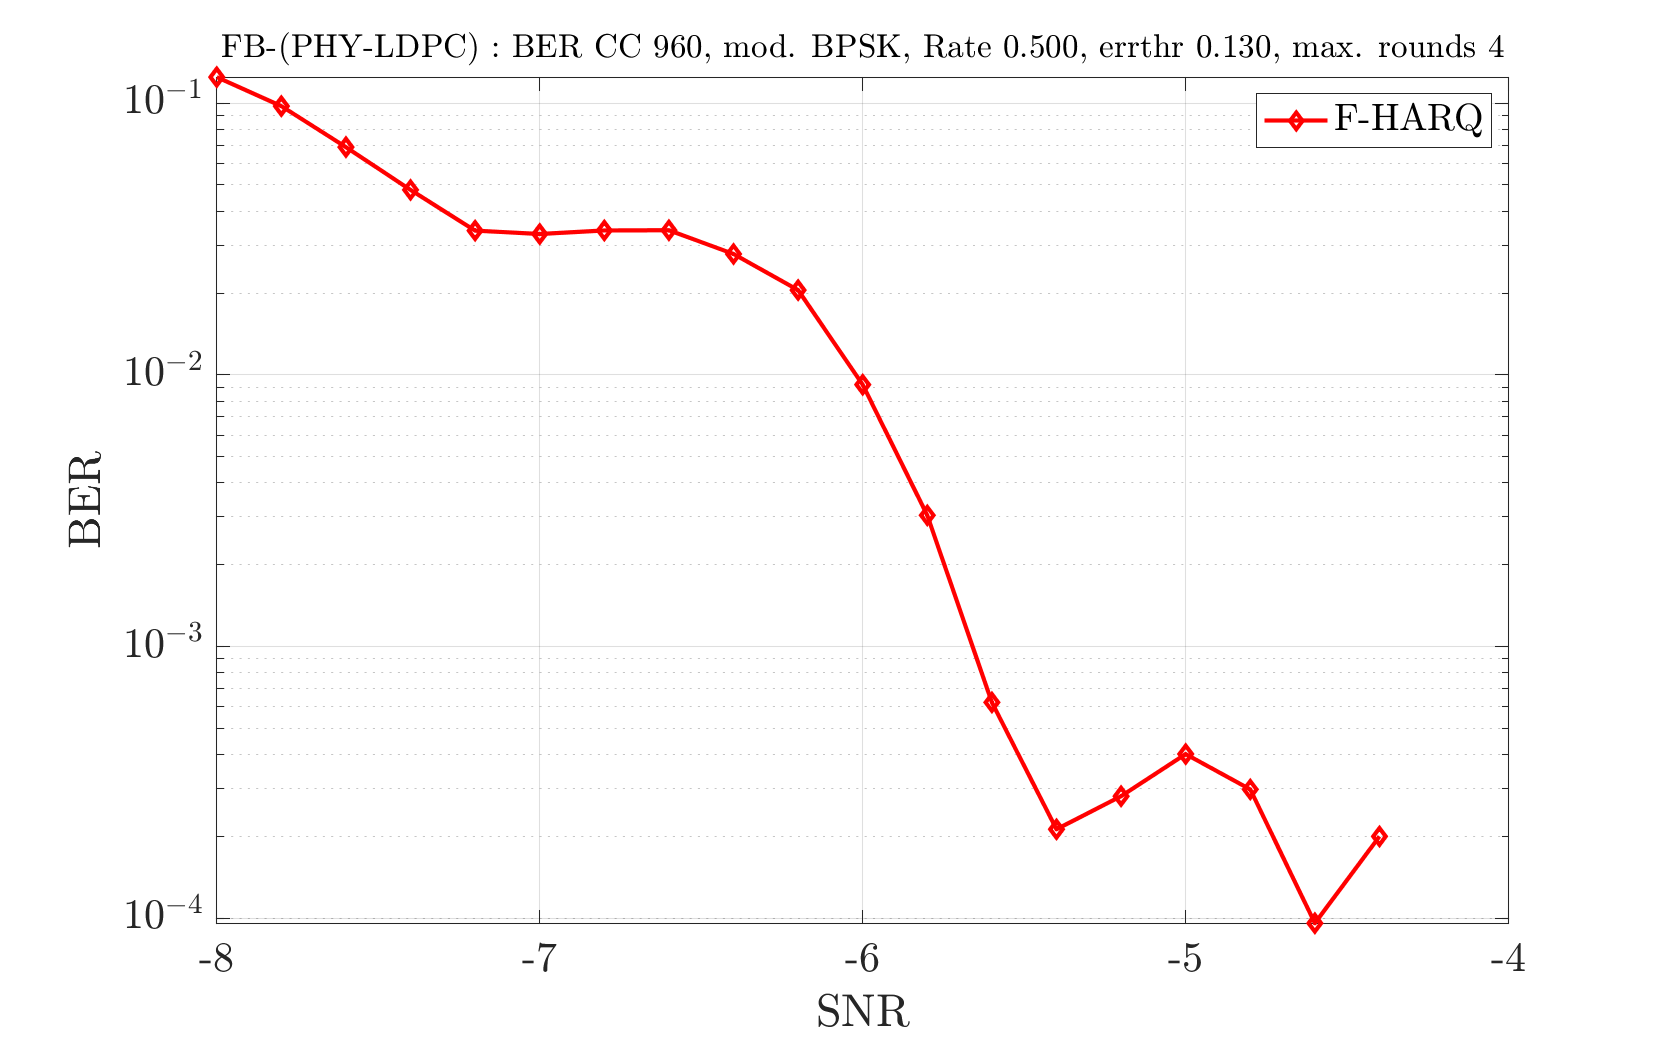 FB-(PHY-LDPC) : BER CC 960, mod. BPSK, Rate 0.500, errthr 0.130, max. rounds 4
F-HARQ
10⁻¹
10⁻²
10⁻³
10⁻⁴
BER
-8 -7 -6 -5 -4
SNR